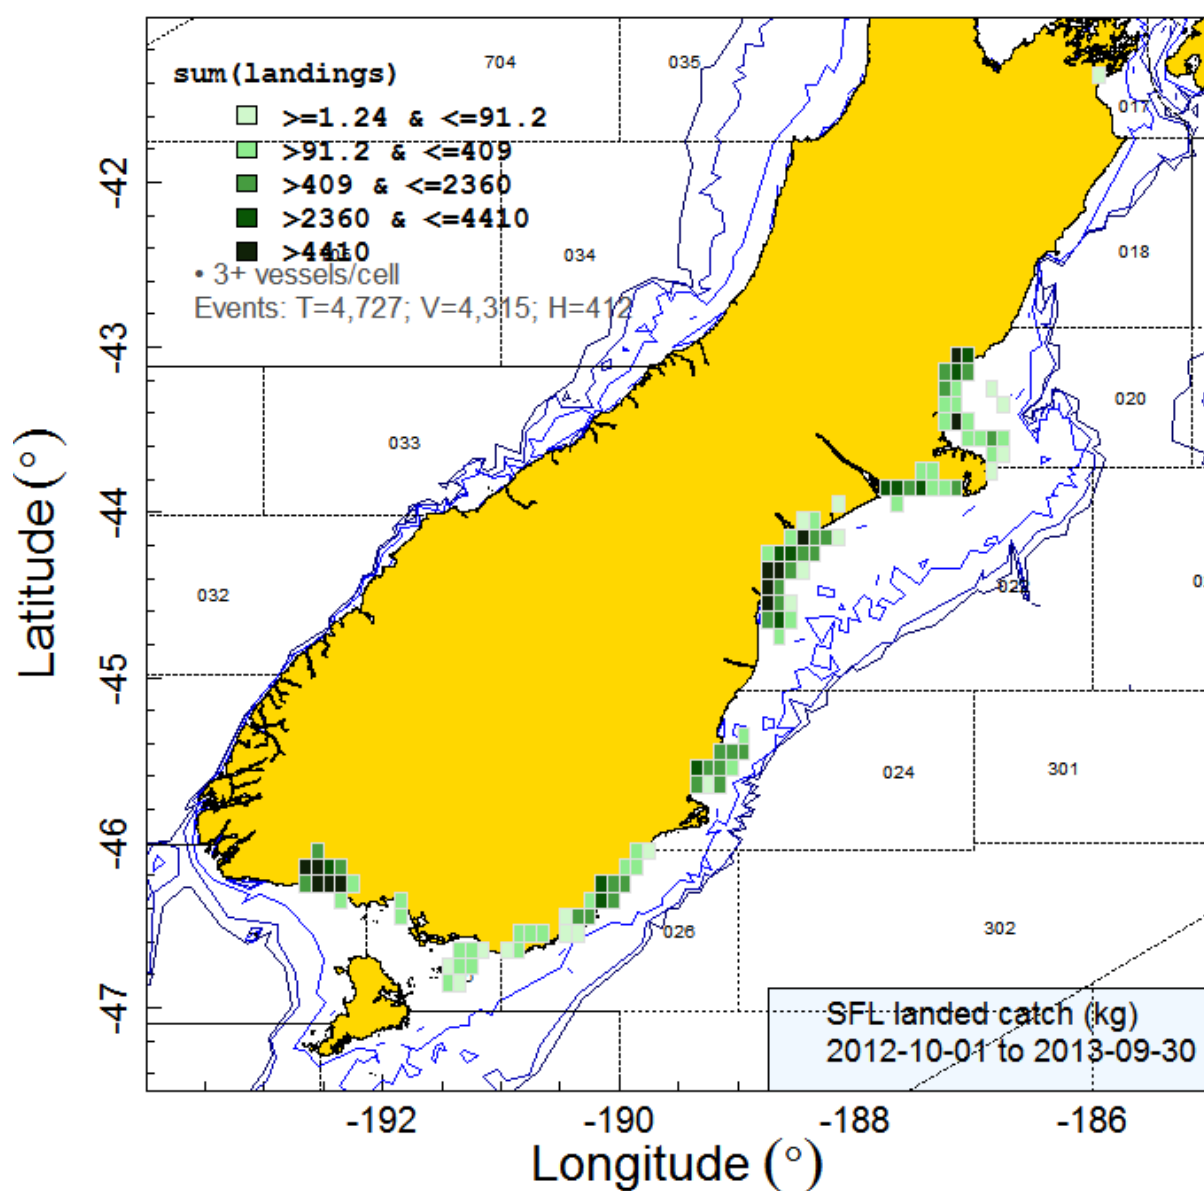 704
035
sum(landings)
>=1.24 & <=91.2
>91.2 & <=409
>409 & <=2360
>2360 & <=4410
>4410
• 3+ vessels/cell
Events: T=4,727; V=4,315; H=412
017
034
018
033
020
032
024
301
026
302
SFL landed catch (kg)
2012-10-01 to 2013-09-30
-42
-43
-44
-45
-46
-47
Latitude (°)
-192
-190
-188
-186
Longitude (°)